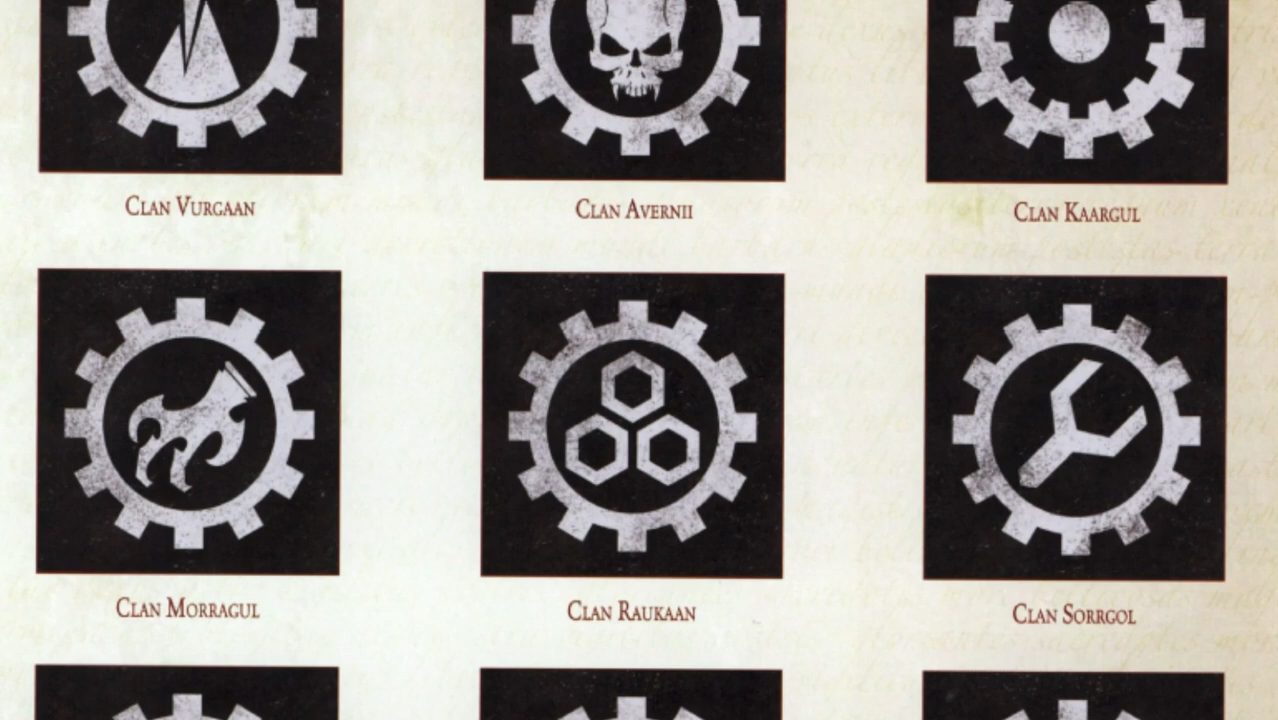 Clan Vurgaan
Clan Avernii
Clan Kaargul
Clan Morragul
Clan Raukaan
Clan Sorrgol